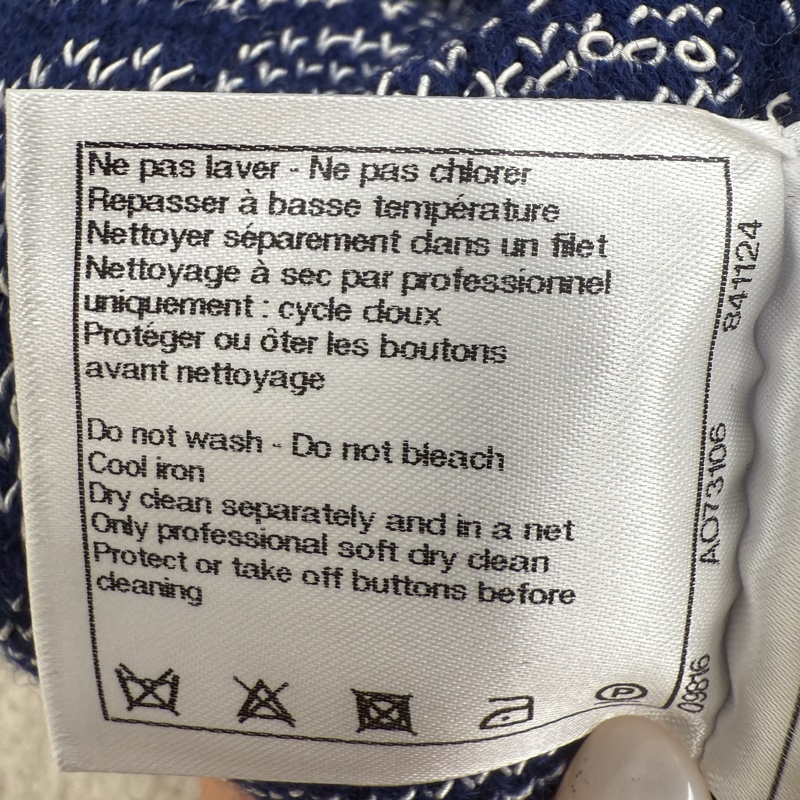 Ne pas laver - Ne pas chlorer
Repasser à basse température
Nettoyer séparement dans un filet
Nettoyage à sec par professionnel
uniquement : cycle doux
Protéger ou ôter les boutons
avant nettoyage
Do not wash - Do not bleach
Cool iron
Dry clean separately and in a net
Only professional soft dry clean
Protect or take off buttons before
cleaning
P
841124
AO73106
09816